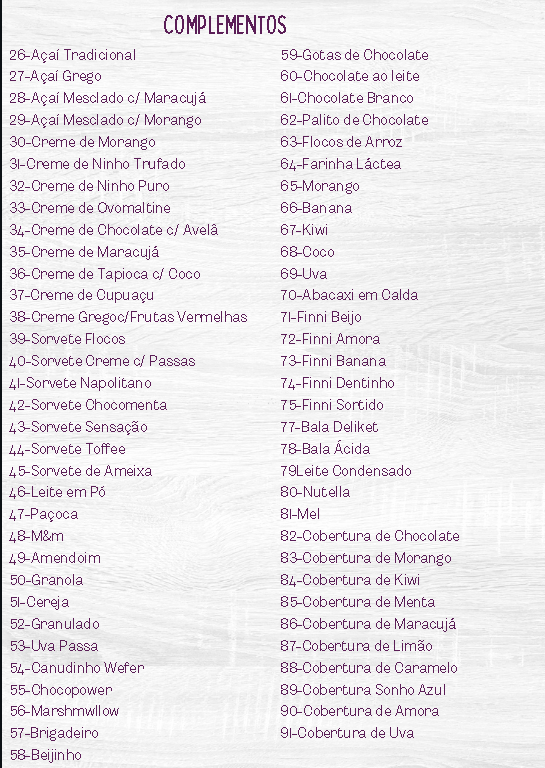 COMPLEMENTOS
26-Açaí Tradicional
27-Açaí Grego
28-Açaí Mesclado c/ Maracujá
29-Açaí Mesclado c/ Morango
30-Creme de Morango
31-Creme de Ninho Trufado
32-Creme de Ninho Puro
33-Creme de Ovomaltine
34-Creme de Chocolate c/ Avelã
35-Creme de Maracujá
36-Creme de Tapioca c/ Coco
37-Creme de Cupuaçu
38-Creme Gregoc/Frutas Vermelhas
39-Sorvete Flocos
40-Sorvete Creme c/ Passas
41-Sorvete Napolitano
42-Sorvete Chocomenta
43-Sorvete Sensação
44-Sorvete Toffee
45-Sorvete de Ameixa
46-Leite em Pó
47-Paçoca
48-M&m
49-Amendoim
50-Granola
51-Cereja
52-Granulado
53-Uva Passa
54-Canudinho Wefer
55-Chocopower
56-Marshmwllow
57-Brigadeiro
58-Beijinho
59-Gotas de Chocolate
60-Chocolate ao leite
61-Chocolate Branco
62-Palito de Chocolate
63-Flocos de Arroz
64-Farinha Láctea
65-Morango
66-Banana
67-Kiwi
68-Coco
69-Uva
70-Abacaxi em Calda
71-Finni Beijo
72-Finni Amora
73-Finni Banana
74-Finni Dentinho
75-Finni Sortido
77-Bala Deliket
78-Bala Ácida
79Leite Condensado
80-Nutella
81-Mel
82-Cobertura de Chocolate
83-Cobertura de Morango
84-Cobertura de Kiwi
85-Cobertura de Menta
86-Cobertura de Maracujá
87-Cobertura de Limão
88-Cobertura de Caramelo
89-Cobertura Sonho Azul
90-Cobertura de Amora
91-Cobertura de Uva